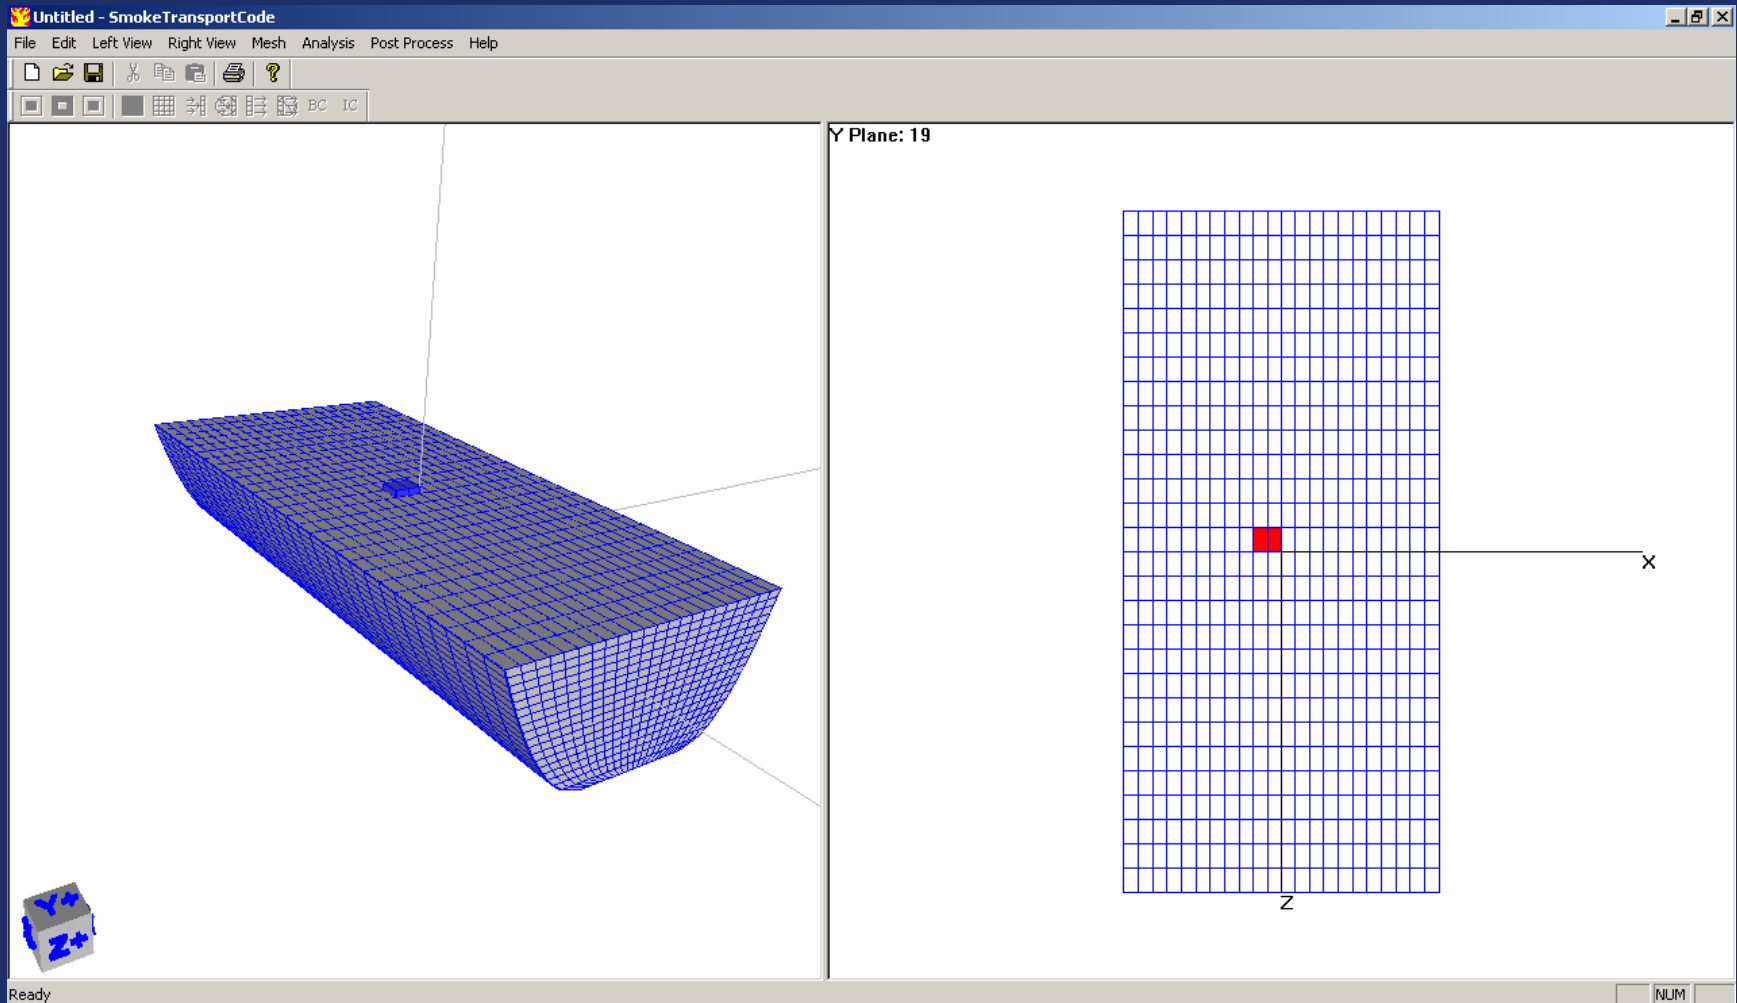 Untitled - SmokeTransportCode
File Edit Left View Right View Mesh Analysis Post Process Help
BC IC
Y Plane: 19
X
Z
Y+
Z+
Ready
NUM